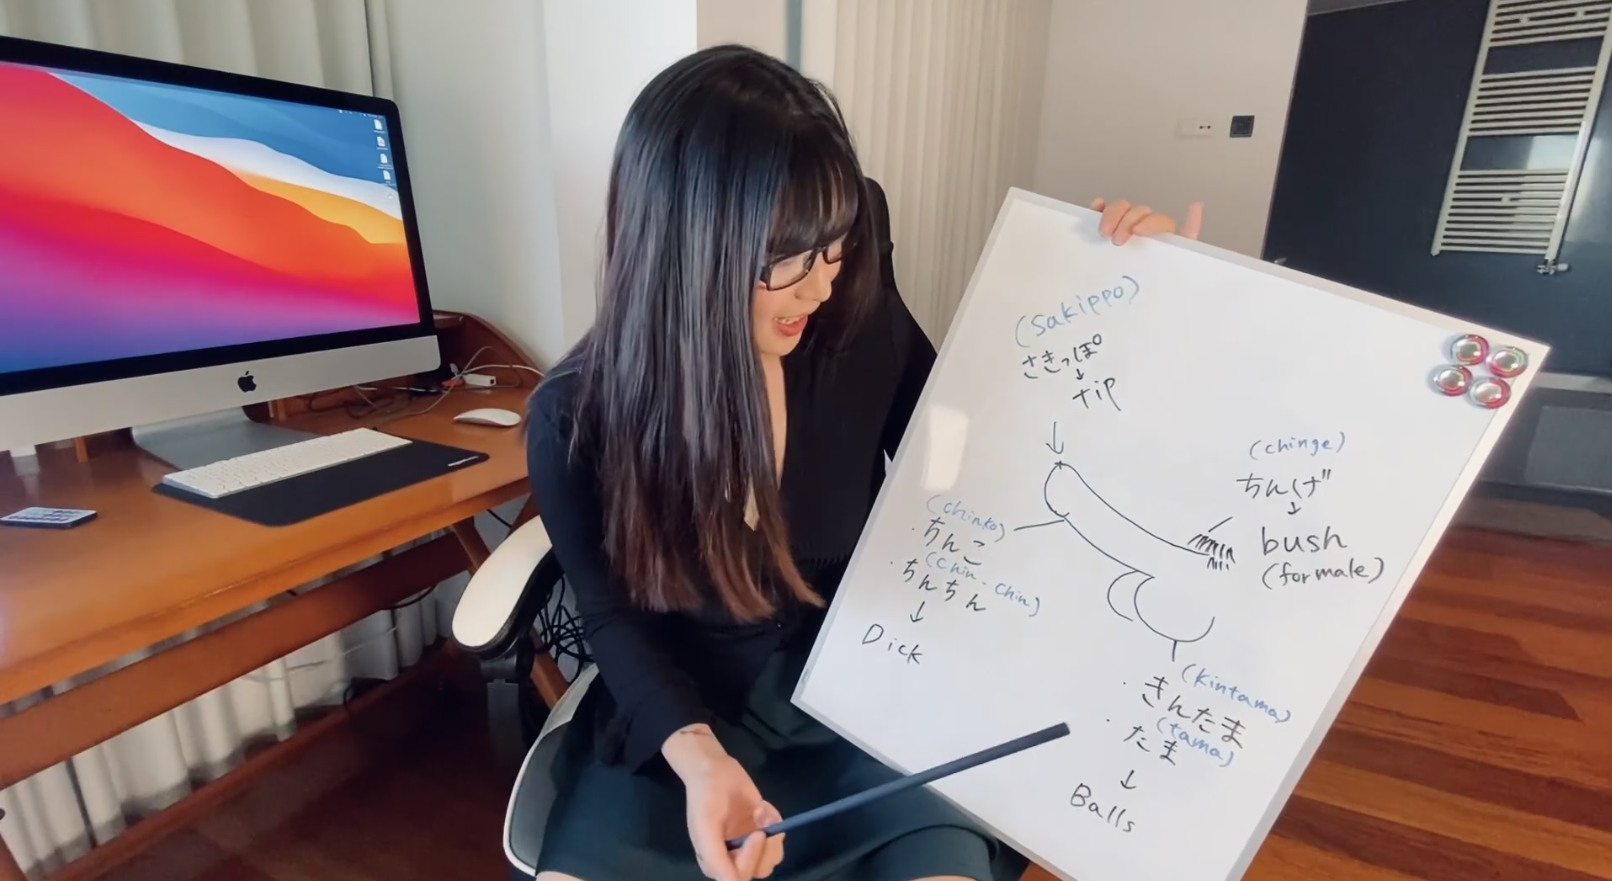 (sakippo)
さきっぽ
↓
tip
(chinge)
ちんげ
↓
bush
(for male)
(chinko)
・ちんこ
(chin-chin)
・ちんちん
↓
Dick
(kintama)
・きんたま
(tama)
・たま
↓
Balls